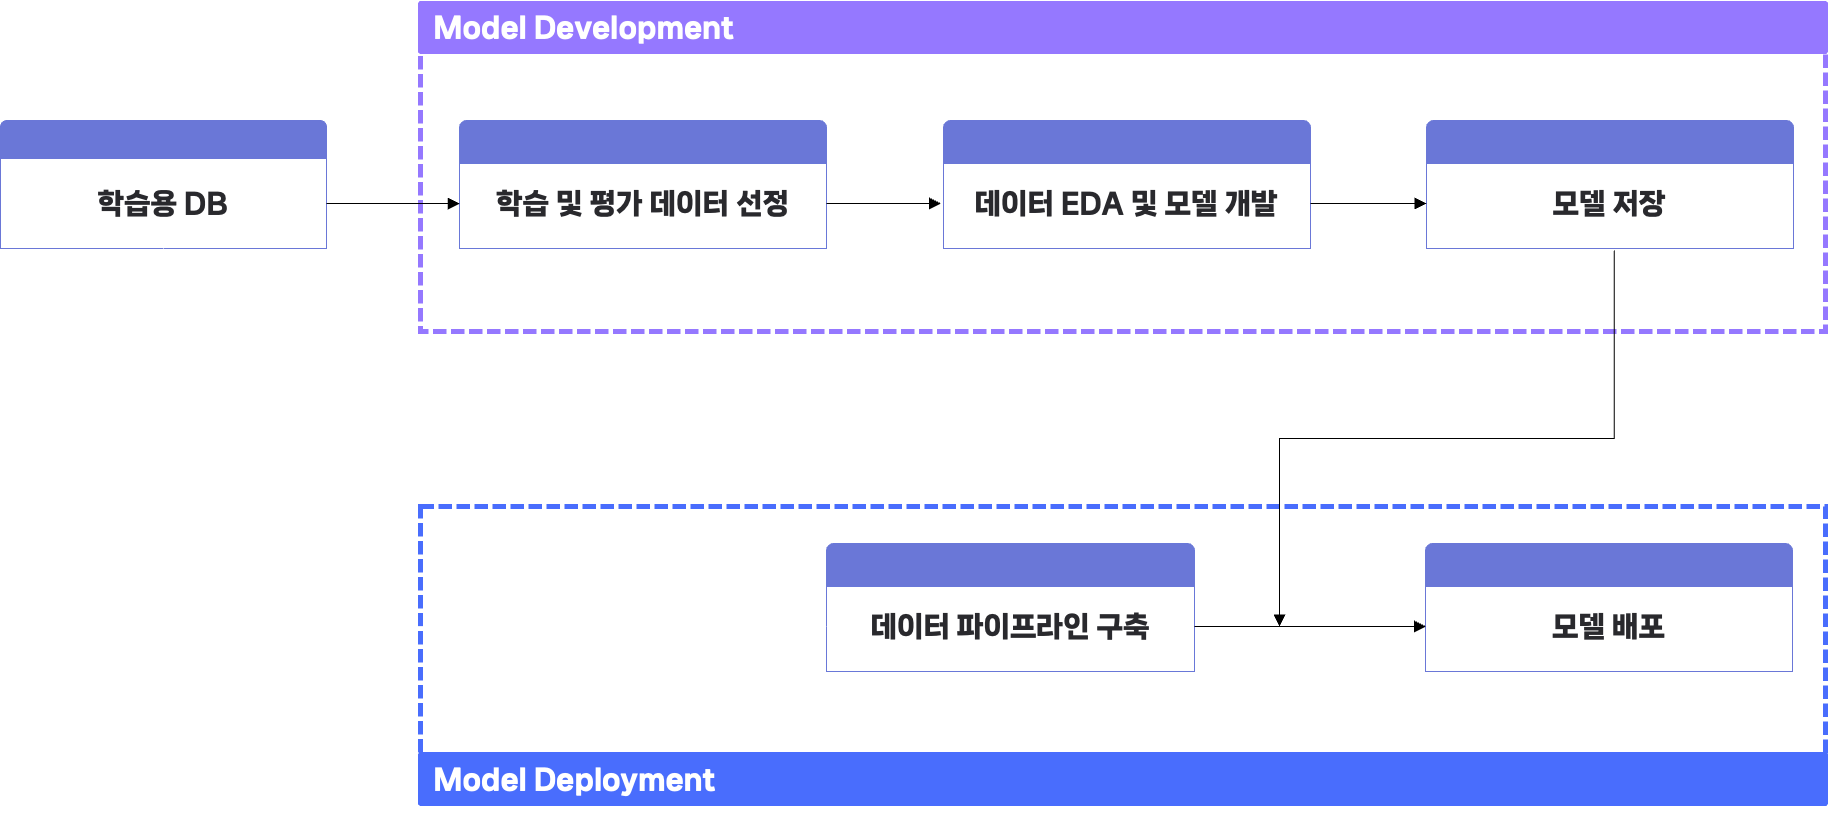 Model Development
학습용 DB
학습 및 평가 데이터 선정
데이터 EDA 및 모델 개발
모델 저장
데이터 파이프라인 구축
모델 배포
Model Deployment